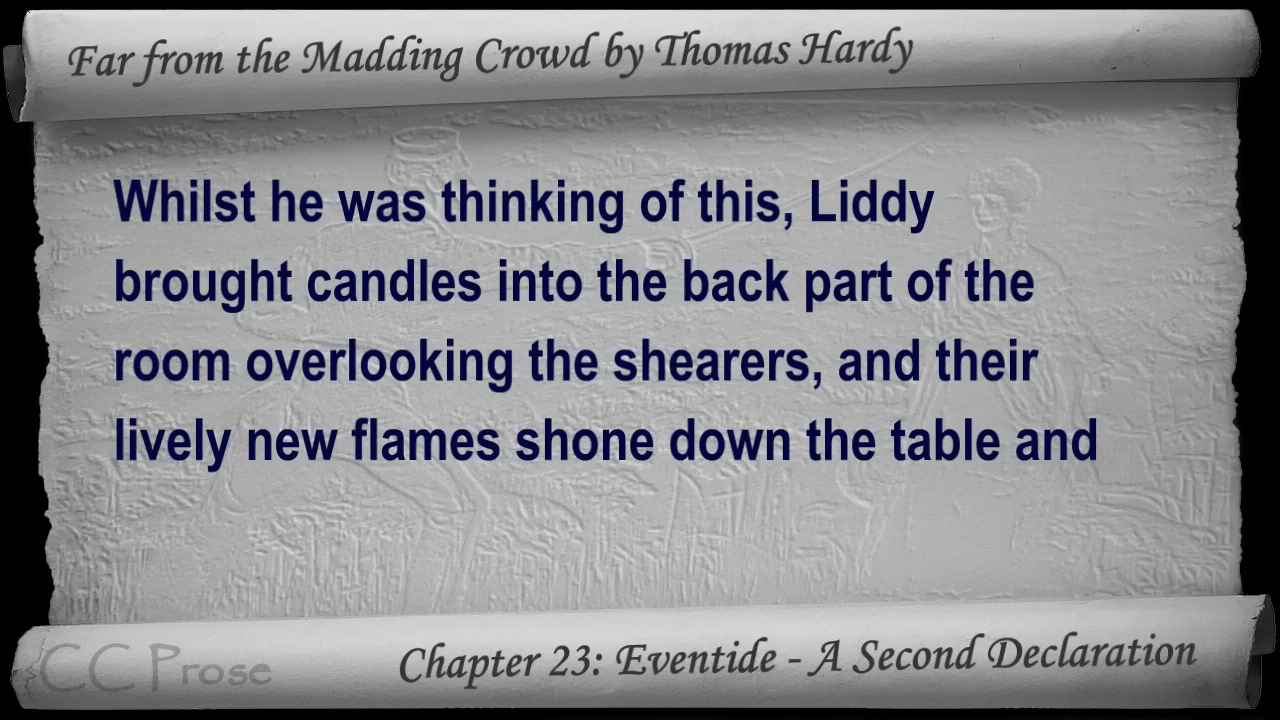 Far from the Madding Crowd by Thomas Hardy
Whilst he was thinking of this, Liddy
brought candles into the back part of the
room overlooking the shearers, and their
lively new flames shone down the table and
CC Prose
Chapter 23: Eventide - A Second Declaration